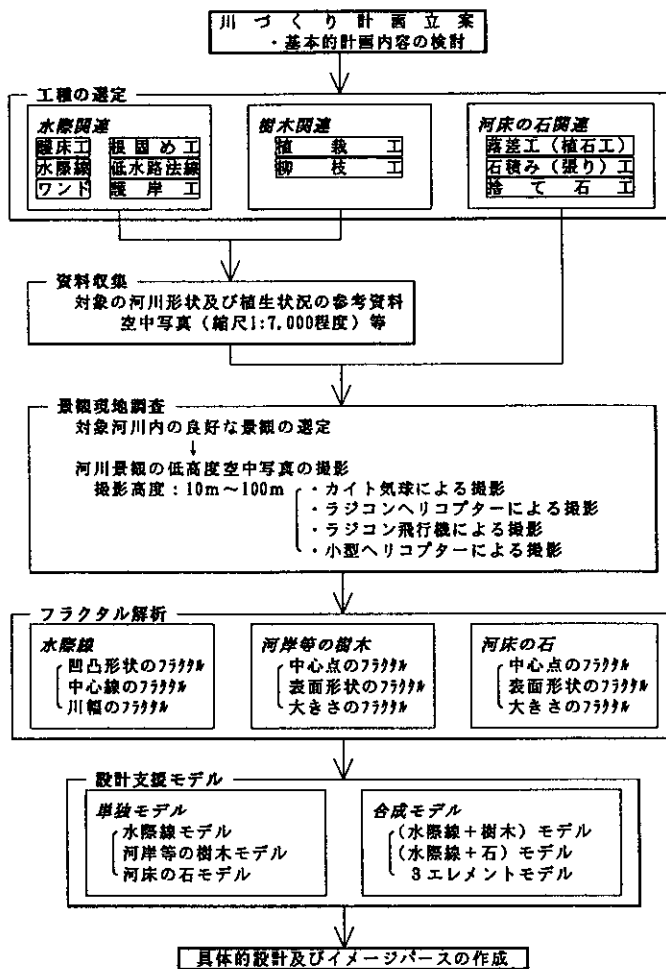 川づくり計画立案
・基本的計画内容の検討
工種の選定
水際関連
護床工 根固め工
水際線 低水路法線
ワンド 護岸工
樹木関連
植栽工
柳枝工
河床の石関連
落差工(植石工)
石積み(張り)工
捨て石工
資料収集
対象の河川形状及び植生状況の参考資料
空中写真(縮尺1:7,000程度)等
景観現地調査
対象河川内の良好な景観の選定
↓
河川景観の低高度空中写真の撮影
撮影高度:10m~100m
・カイト気球による撮影
・ラジコンヘリコプターによる撮影
・ラジコン飛行機による撮影
・小型ヘリコプターによる撮影
フラクタル解析
水際線
凹凸形状のフラクタル
中心線のフラクタル
川幅のフラクタル
河岸等の樹木
中心点のフラクタル
表面形状のフラクタル
大きさのフラクタル
河床の石
中心点のフラクタル
表面形状のフラクタル
大きさのフラクタル
設計支援モデル
単独モデル
水際線モデル
河岸等の樹木モデル
河床の石モデル
合成モデル
(水際線+樹木)モデル
(水際線+石)モデル
3エレメントモデル
具体的設計及びイメージパースの作成